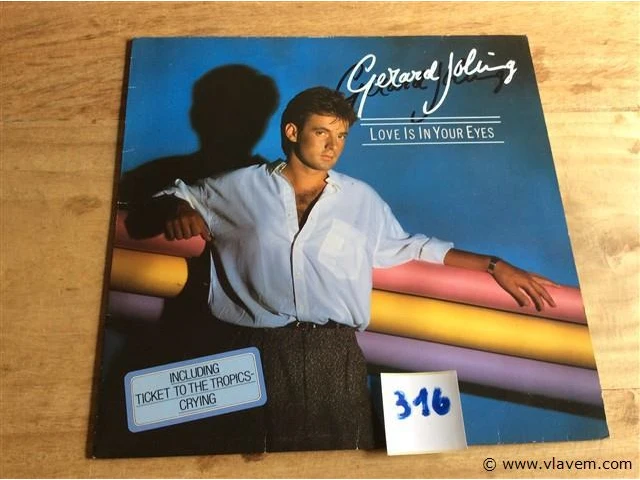 Gerard Joling
LOVE IS IN YOUR EYES
INCLUDING
TICKET TO THE TROPICS-
CRYING
316
© www.vlavem.com